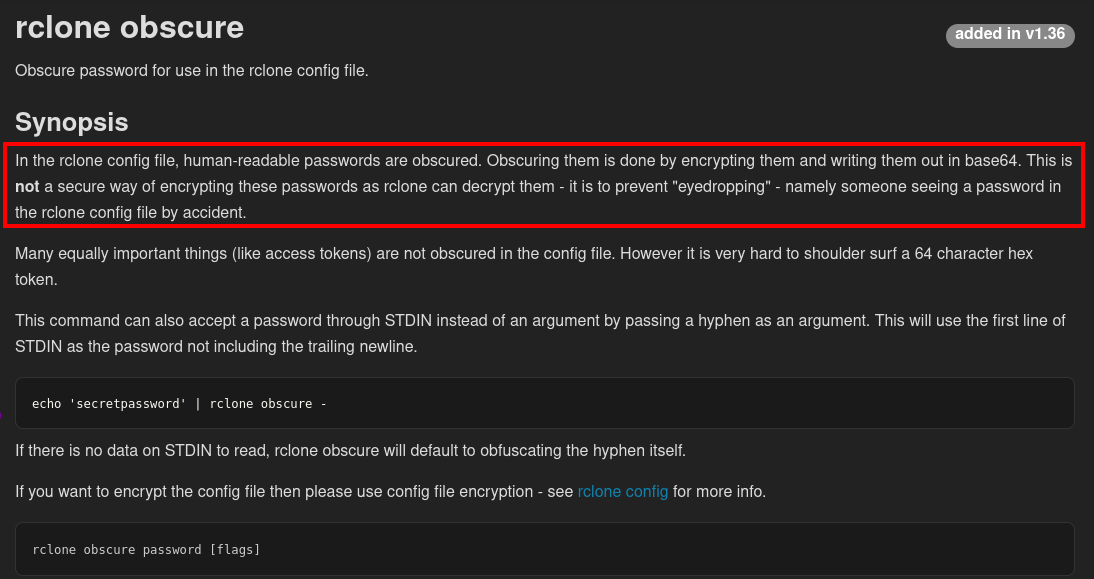 rclone obscure
added in v1.36
Obscure password for use in the rclone config file.
Synopsis
In the rclone config file, human-readable passwords are obscured. Obscuring them is done by encrypting them and writing them out in base64. This is
not a secure way of encrypting these passwords as rclone can decrypt them - it is to prevent "eyedropping" - namely someone seeing a password in
the rclone config file by accident.
Many equally important things (like access tokens) are not obscured in the config file. However it is very hard to shoulder surf a 64 character hex
token.
This command can also accept a password through STDIN instead of an argument by passing a hyphen as an argument. This will use the first line of
STDIN as the password not including the trailing newline.
echo 'secretpassword' | rclone obscure -
If there is no data on STDIN to read, rclone obscure will default to obfuscating the hyphen itself.
If you want to encrypt the config file then please use config file encryption - see rclone config for more info.
rclone obscure password [flags]